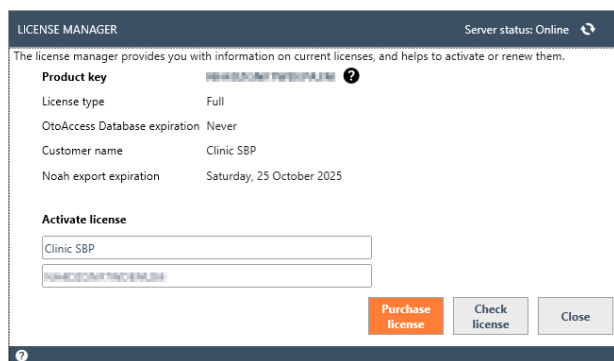 LICENSE MANAGER Server status: Online
The license manager provides you with information on current licenses, and helps to activate or renew them.
Product key
License type Full
OtoAccess Database expiration Never
Customer name Clinic SBP
Noah export expiration Saturday, 25 October 2025
Activate license
Clinic SBP
Purchase license
Check license
Close